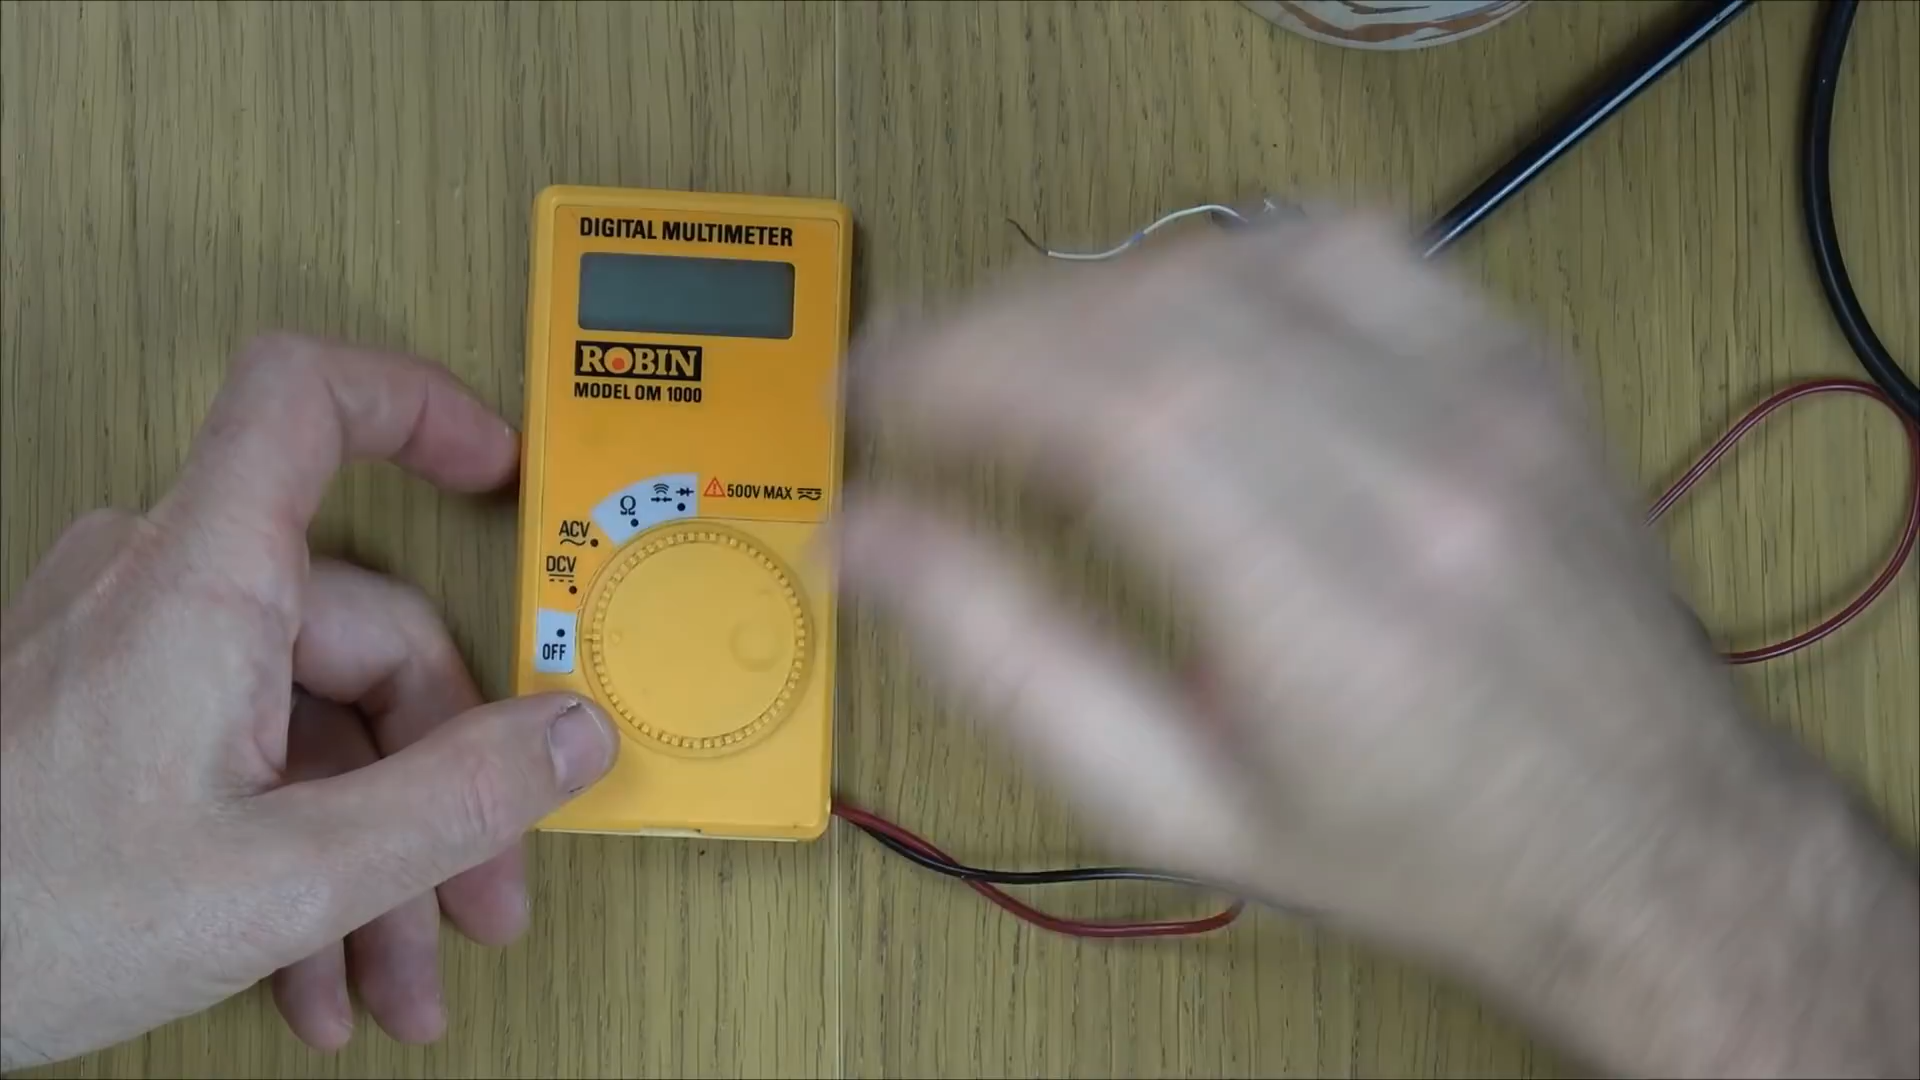 DIGITAL MULTIMETER
ROBIN
MODEL OM 1000
Ω
500V MAX
ACV
DCV
OFF